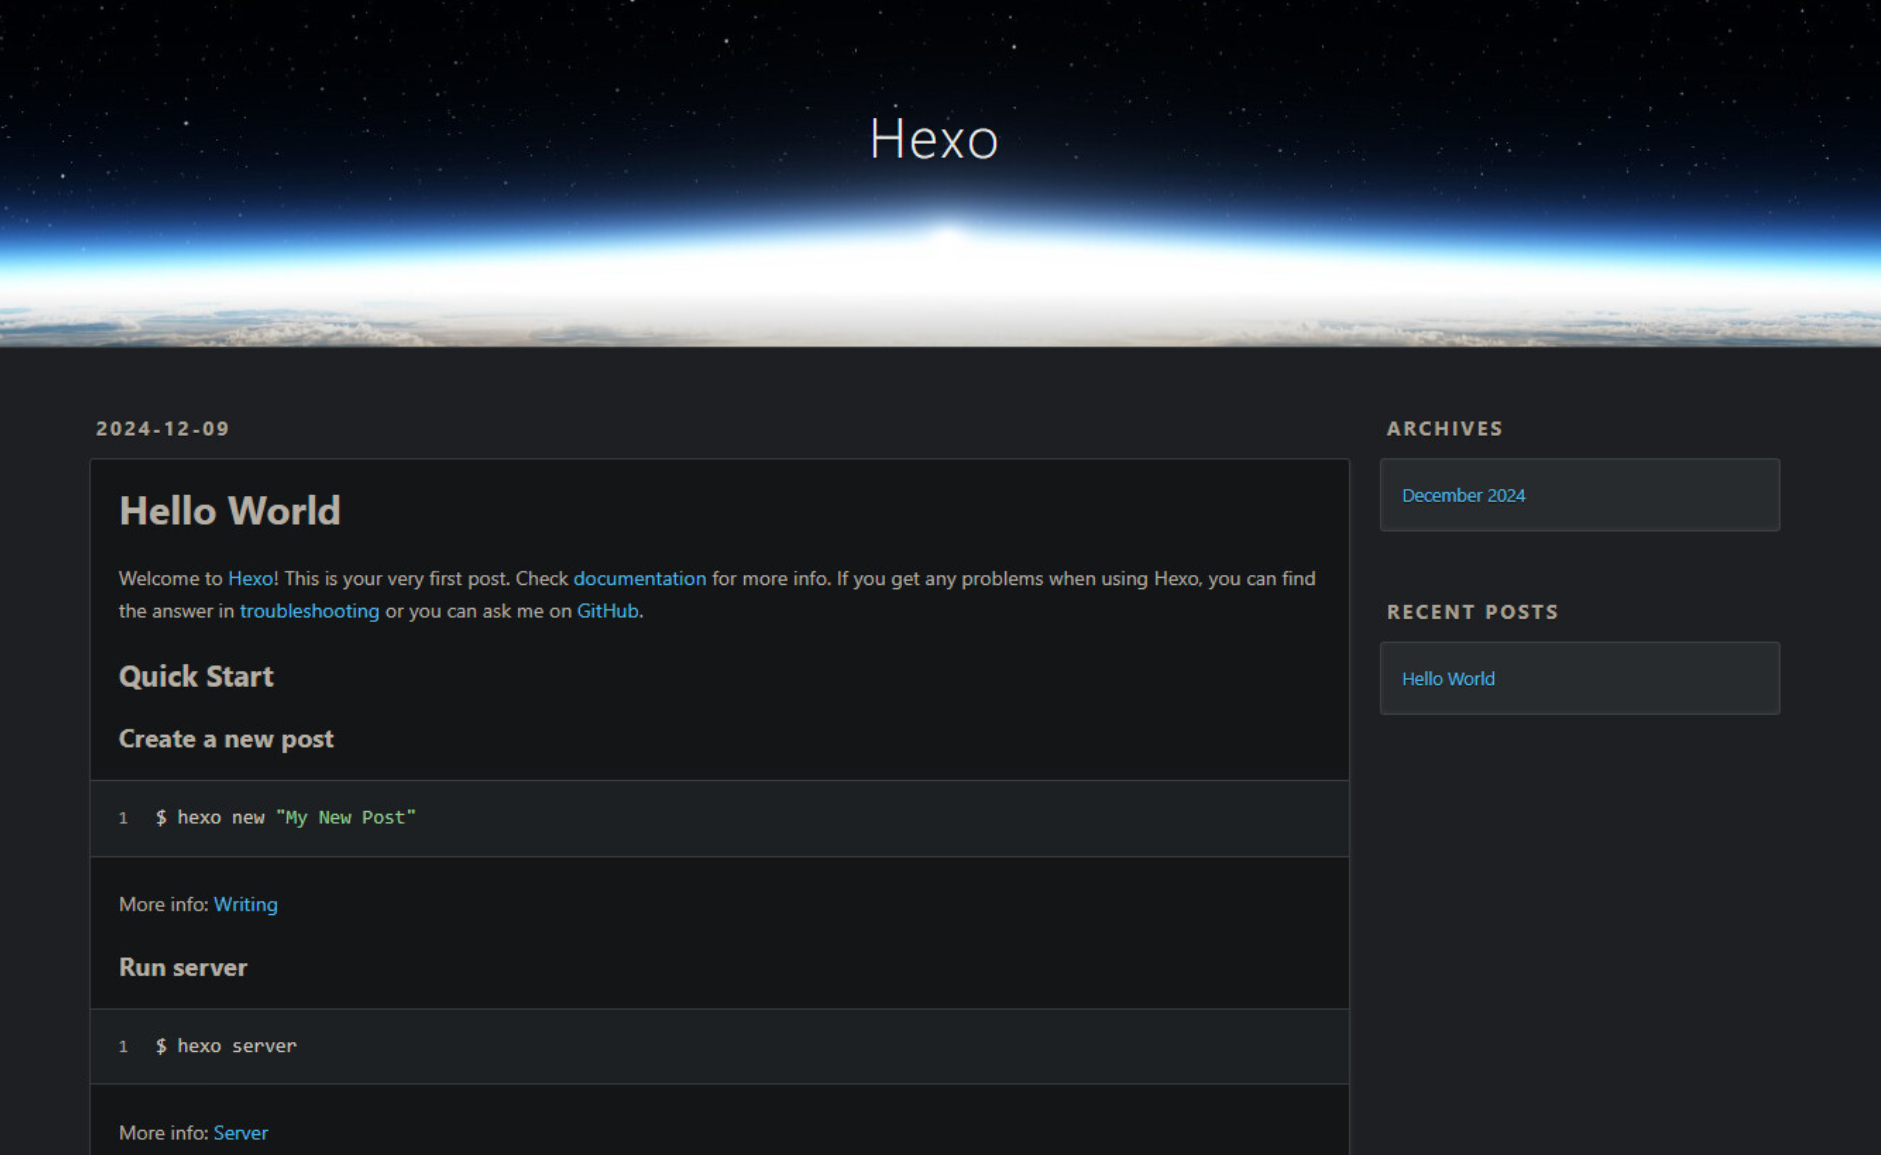 Hexo
2024-12-09
Hello World
Welcome to Hexo! This is your very first post. Check documentation for more info. If you get any problems when using Hexo, you can find
the answer in troubleshooting or you can ask me on GitHub.
Quick Start
Create a new post
1 $ hexo new "My New Post"
More info: Writing
Run server
1 $ hexo server
More info: Server
ARCHIVES
December 2024
RECENT POSTS
Hello World